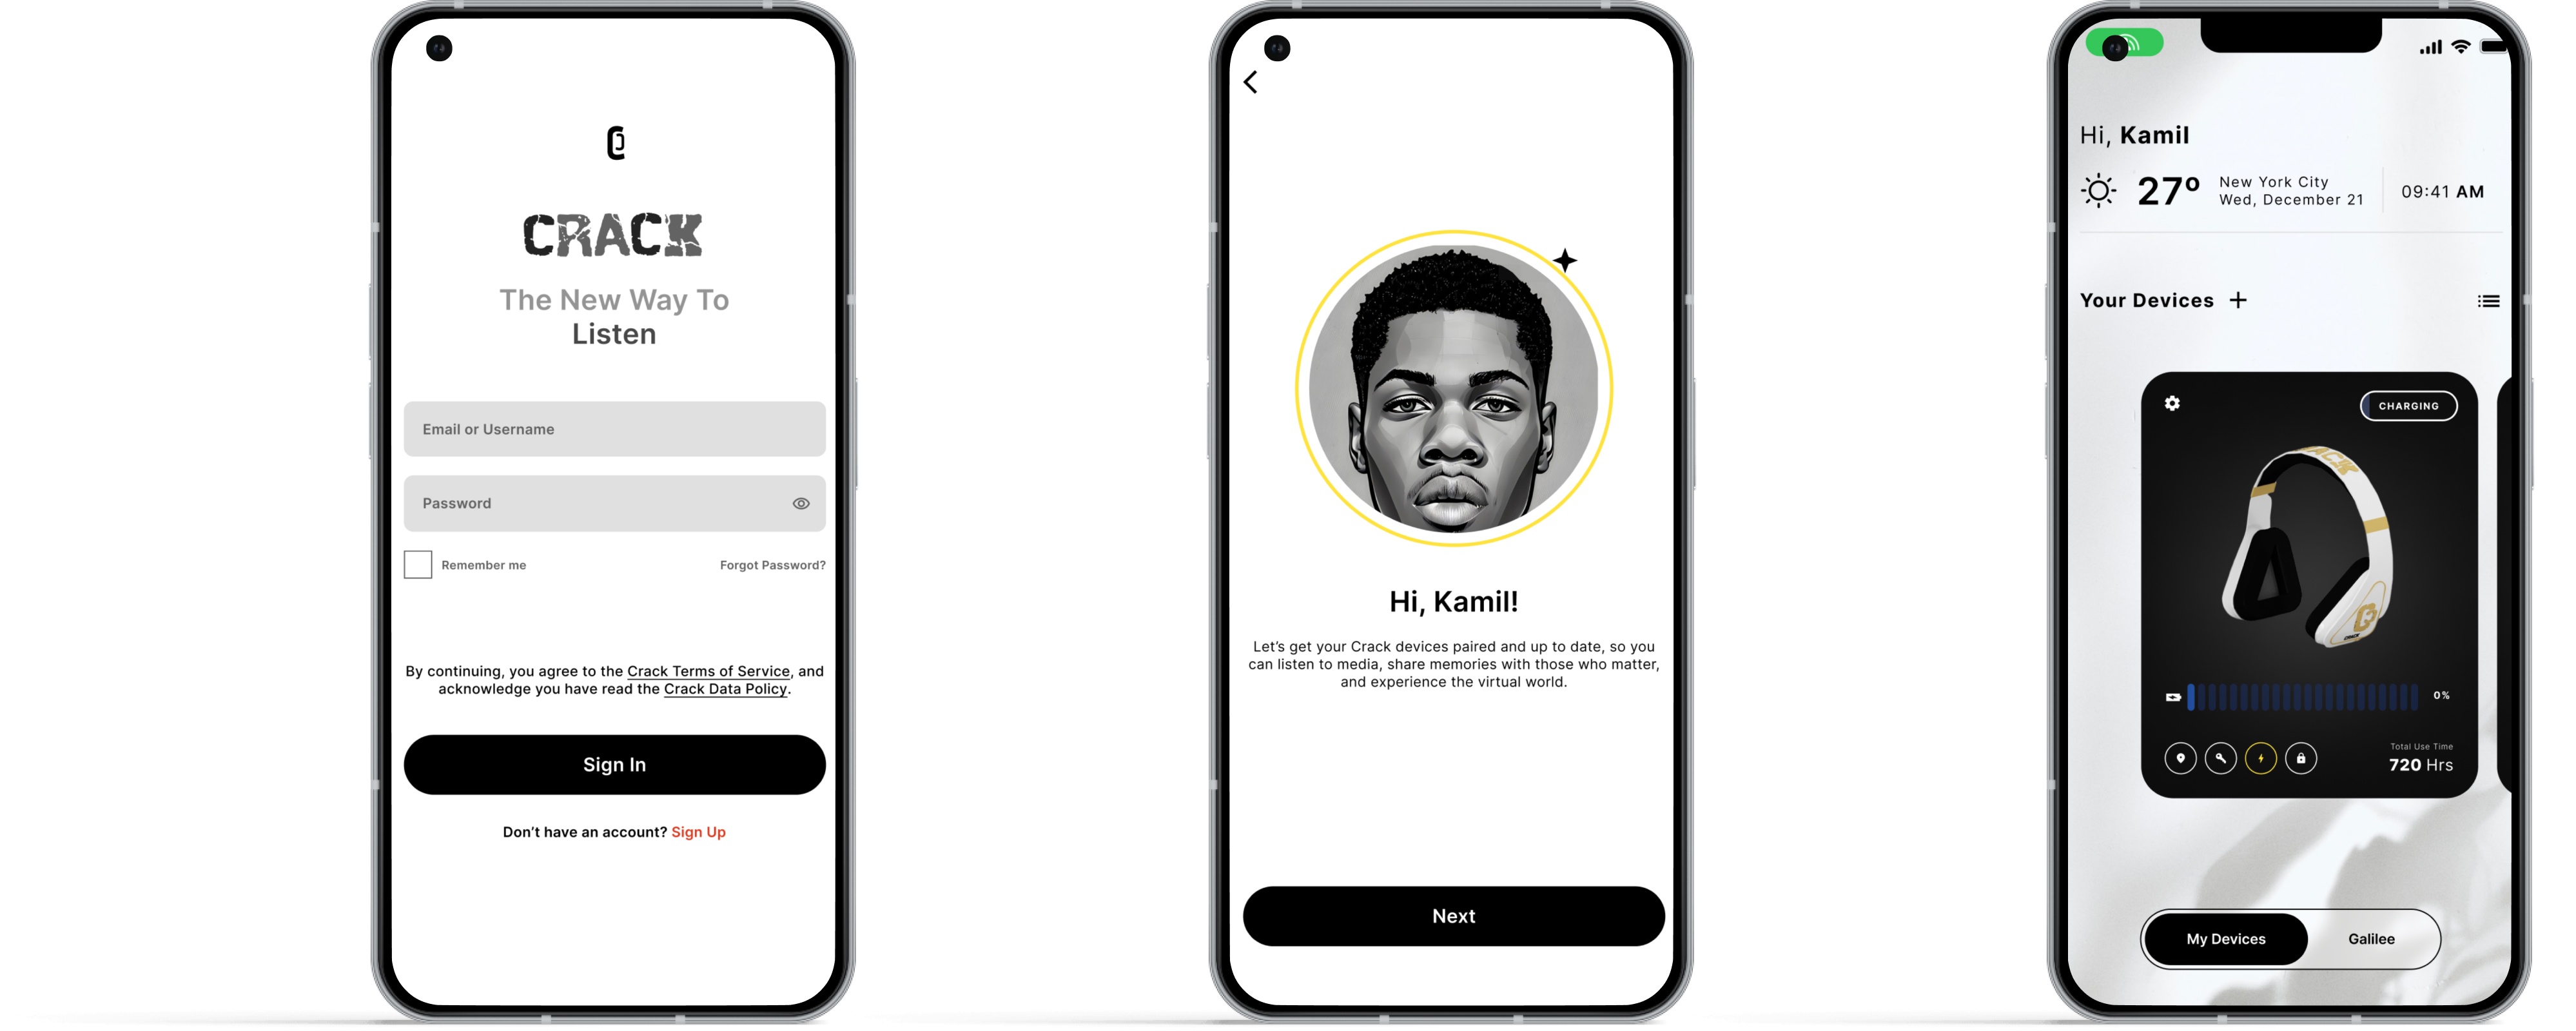 CRACK
The New Way To
Listen
Email or Username
Password
Remember me
Forgot Password?
By continuing, you agree to the Crack Terms of Service, and
acknowledge you have read the Crack Data Policy.
Sign In
Don't have an account? Sign Up
Hi, Kamil!
Let's get your Crack devices paired and up to date, so you
can listen to media, share memories with those who matter,
and experience the virtual world.
Next
Hi, Kamil
27º
New York City
Wed, December 21
09:41 AM
Your Devices +
CHARGING
CRACK
CRACK
0%
Total Use Time
720 Hrs
My Devices
Galilee